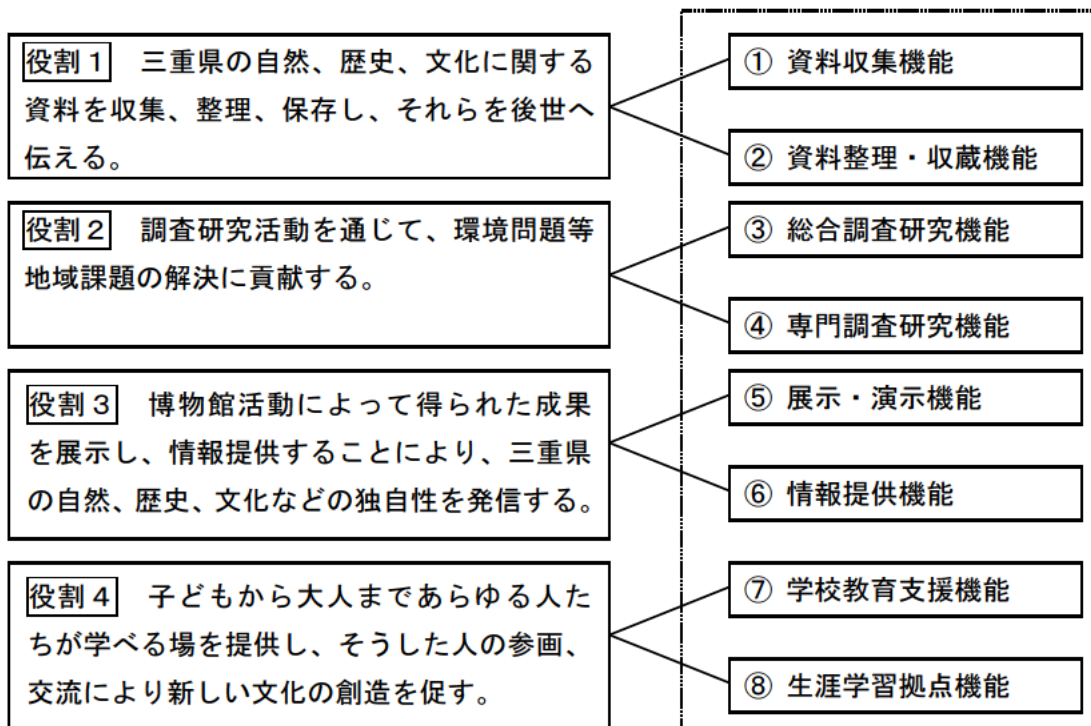 役割1　三重県の自然、歴史、文化に関する
資料を収集、整理、保存し、それらを後世へ
伝える。
① 資料収集機能
② 資料整理・収蔵機能
役割2　調査研究活動を通じて、環境問題等
地域課題の解決に貢献する。
③ 総合調査研究機能
④ 専門調査研究機能
役割3　博物館活動によって得られた成果
を展示し、情報提供することにより、三重県
の自然、歴史、文化などの独自性を発信する。
⑤ 展示・演示機能
⑥ 情報提供機能
役割4　子どもから大人まであらゆる人た
ちが学べる場を提供し、そうした人の参画、
交流により新しい文化の創造を促す。
⑦ 学校教育支援機能
⑧ 生涯学習拠点機能